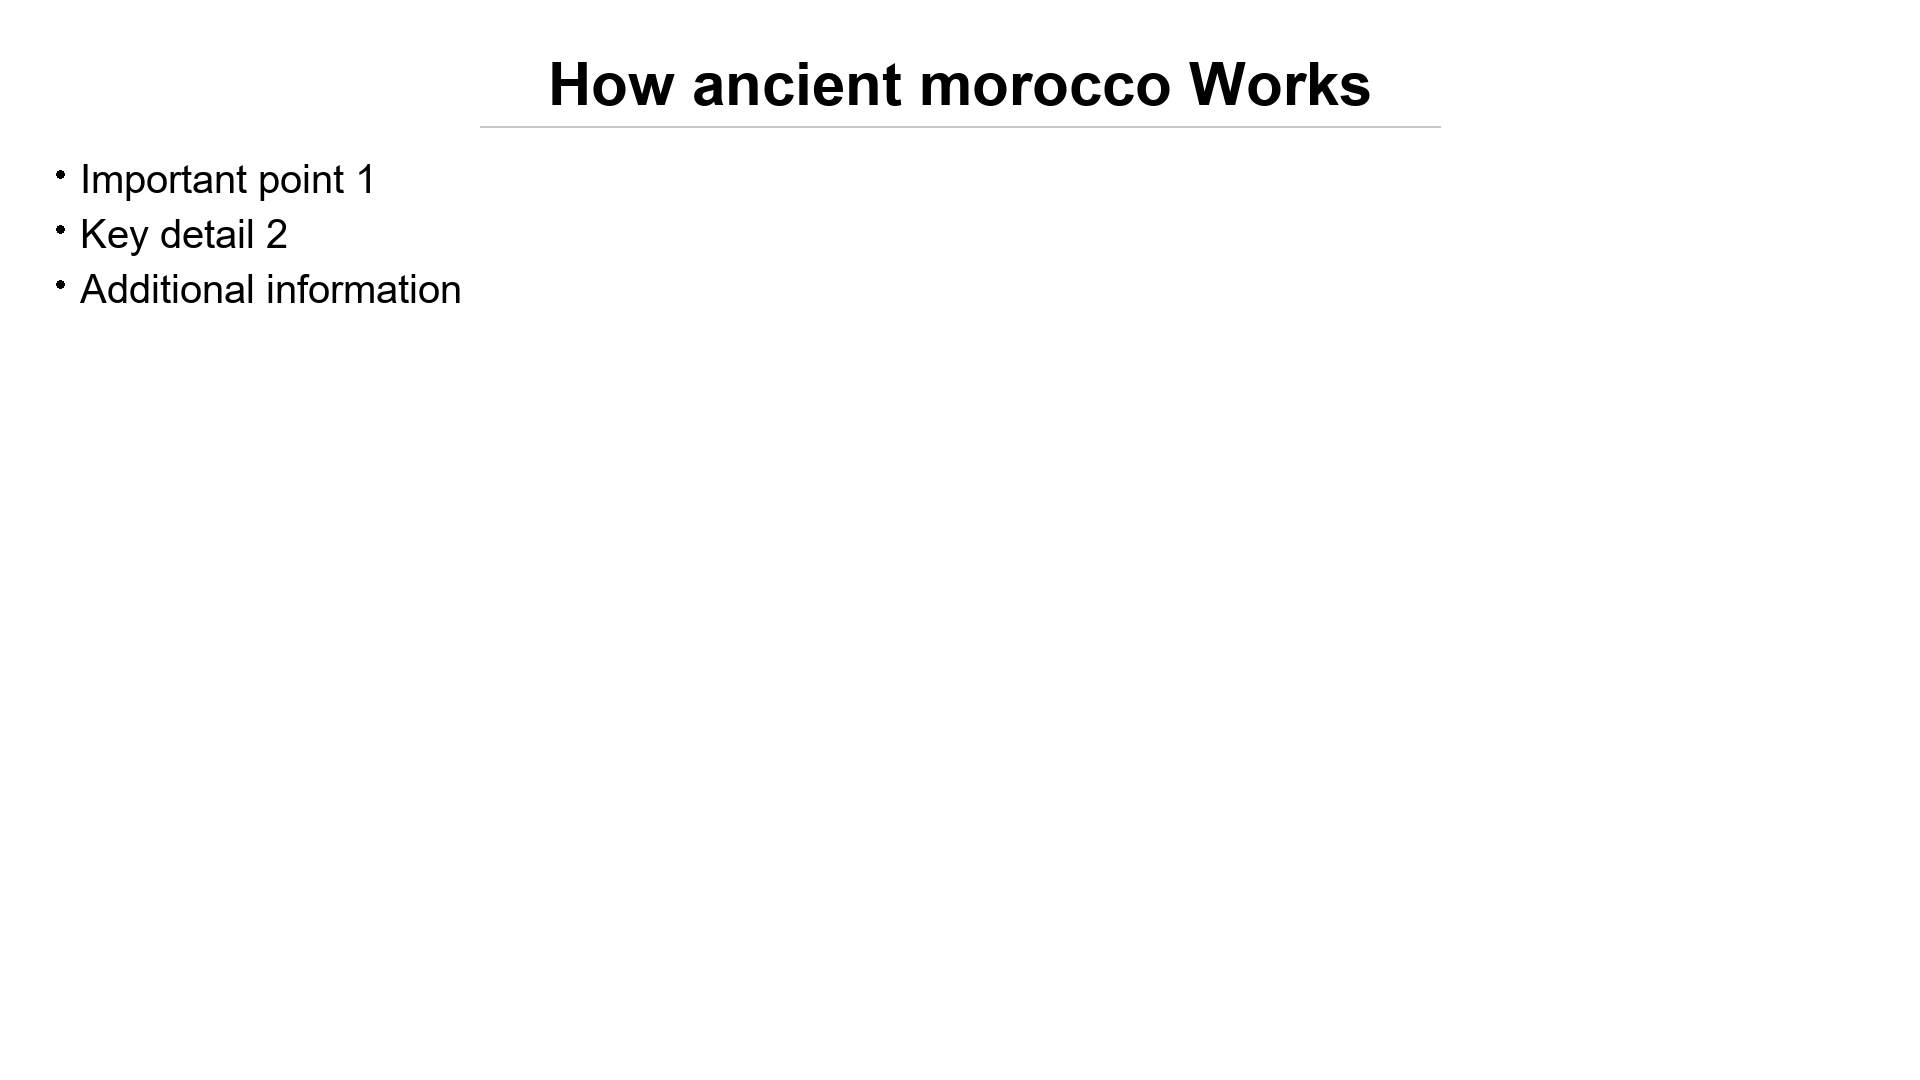 How ancient morocco Works
• Important point 1
• Key detail 2
• Additional information